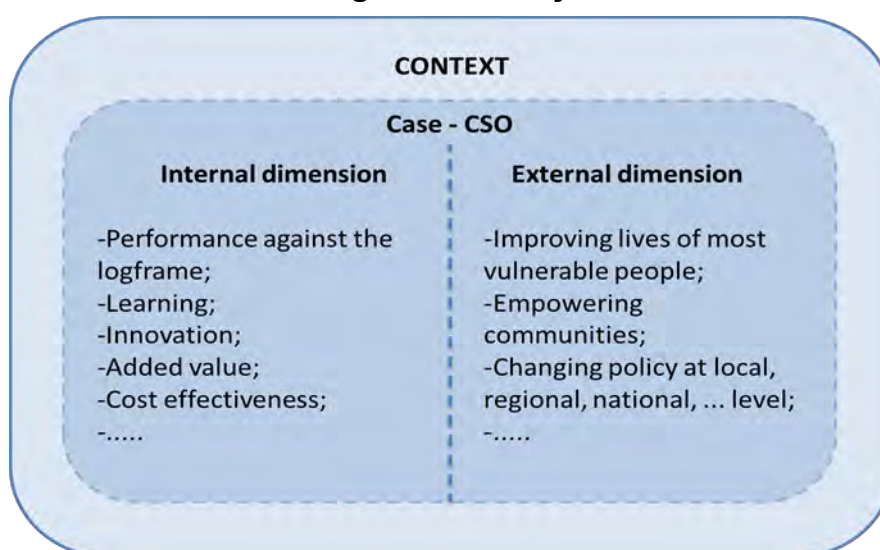 CONTEXT
Case - CSO
Internal dimension
-Performance against the
logframe;
-Learning;
-Innovation;
-Added value;
-Cost effectiveness;
-.....
External dimension
-Improving lives of most
vulnerable people;
-Empowering
communities;
-Changing policy at local,
regional, national, ... level;
-.....